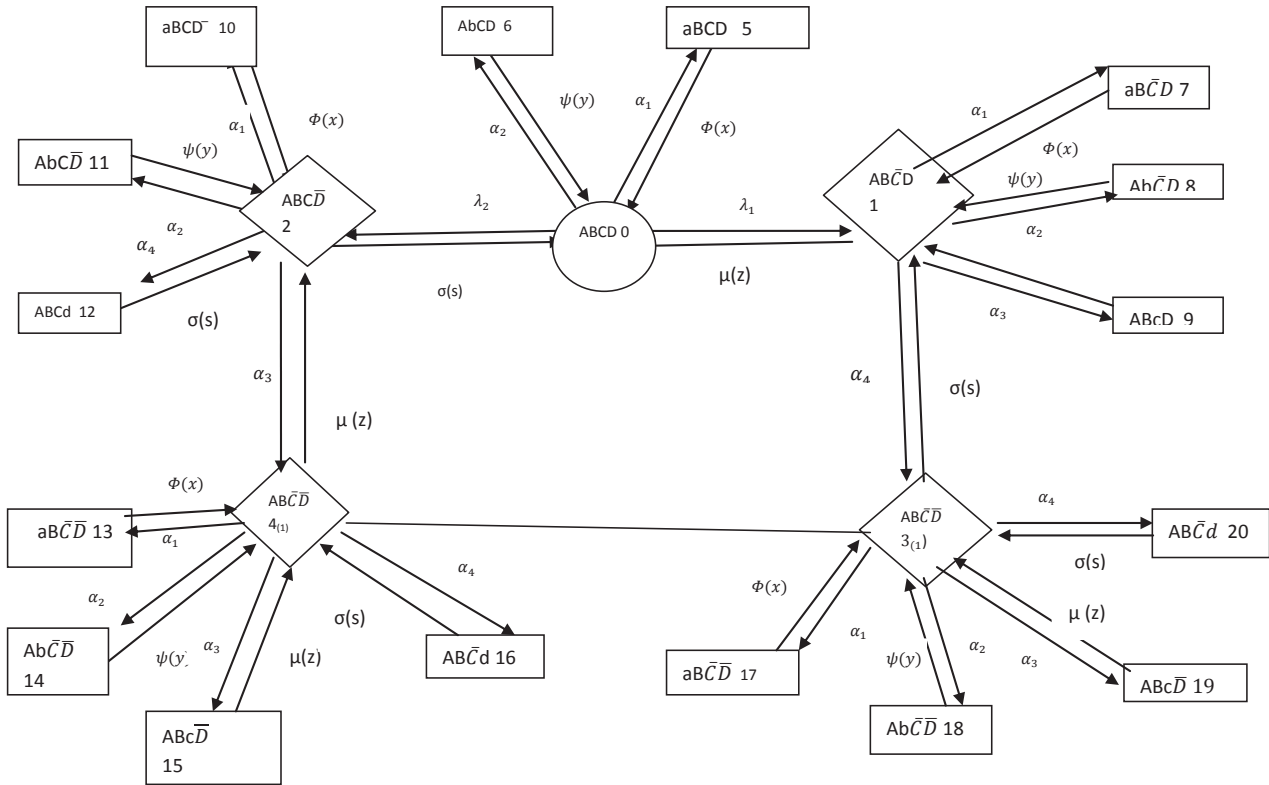 aBCD̄ 10
AbCD 6
aBCD 5
α₁
Φ(x)
ψ(y)
α₂
α₁
Φ(x)
α₁
aBC̄D 7
Φ(x)
AbCD̄ 11
ψ(y)
ABCD̄
2
α₂
α₄
λ₂
ABCD 0
λ₁
ABC̄D
1
ψ(y)
AbC̄D 8
α₂
ABCd 12
σ(s)
σ(s)
μ(z)
α₃
ABcD 9
α₃
μ (z)
α₄
σ(s)
Φ(x)
aBC̄D̄ 13
α₁
ABC̄D̄
4₍₁₎
ABC̄D̄
3₍₁₎
α₄
ABC̄d 20
σ(s)
α₂
AbC̄D̄
14
ψ(y)
α₃
μ(z)
σ(s)
α₄
ABC̄d 16
ABcD̄
15
Φ(x)
α₁
aBC̄D̄ 17
ψ(y)
α₂
AbC̄D̄ 18
μ (z)
α₃
ABcD̄ 19